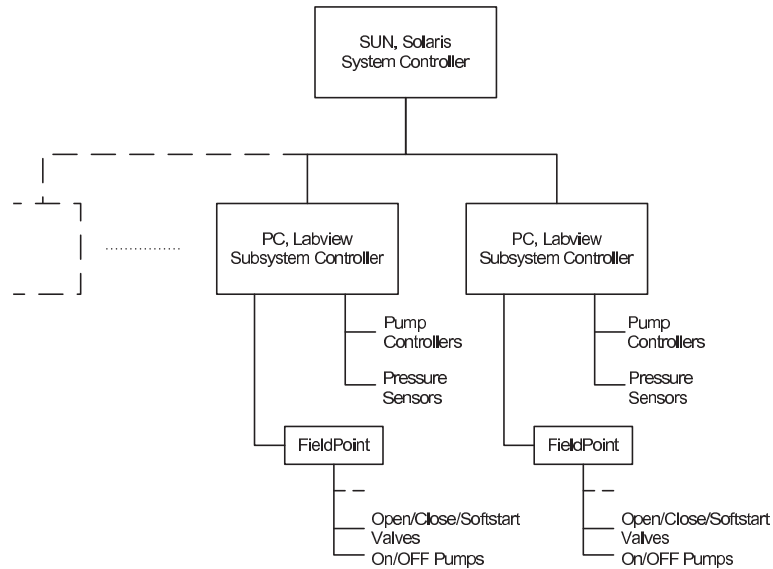 SUN, Solaris
System Controller
PC, Labview
Subsystem Controller
PC, Labview
Subsystem Controller
Pump
Controllers
Pressure
Sensors
Pump
Controllers
Pressure
Sensors
FieldPoint
FieldPoint
Open/Close/Softstart
Valves
On/OFF Pumps
Open/Close/Softstart
Valves
On/OFF Pumps